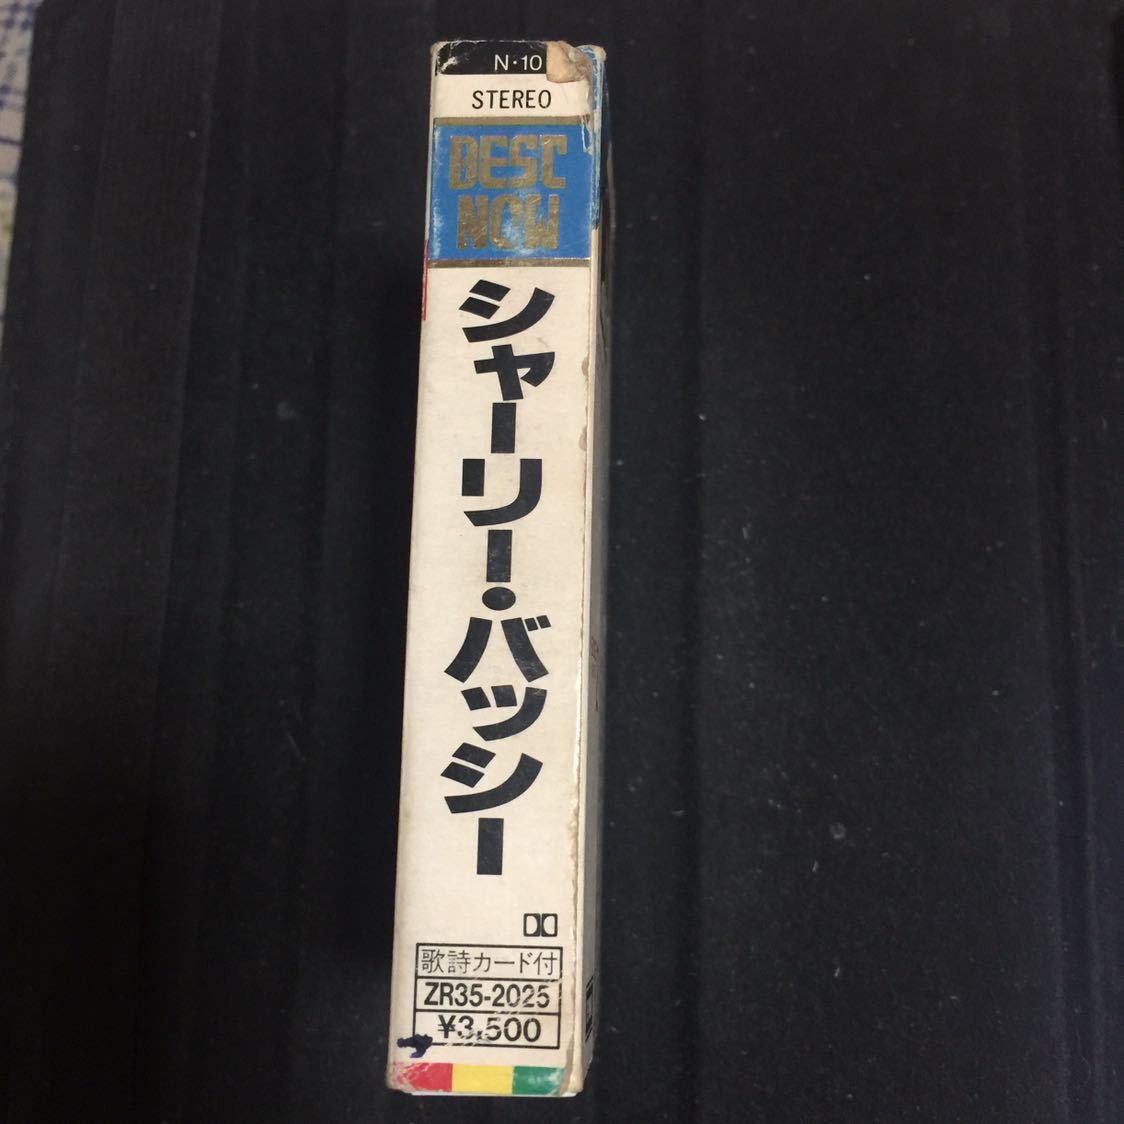 N・10
STEREO
BEST
NOW
シャーリー・バッシー
歌詩カード付
ZR35-2025
¥3,500